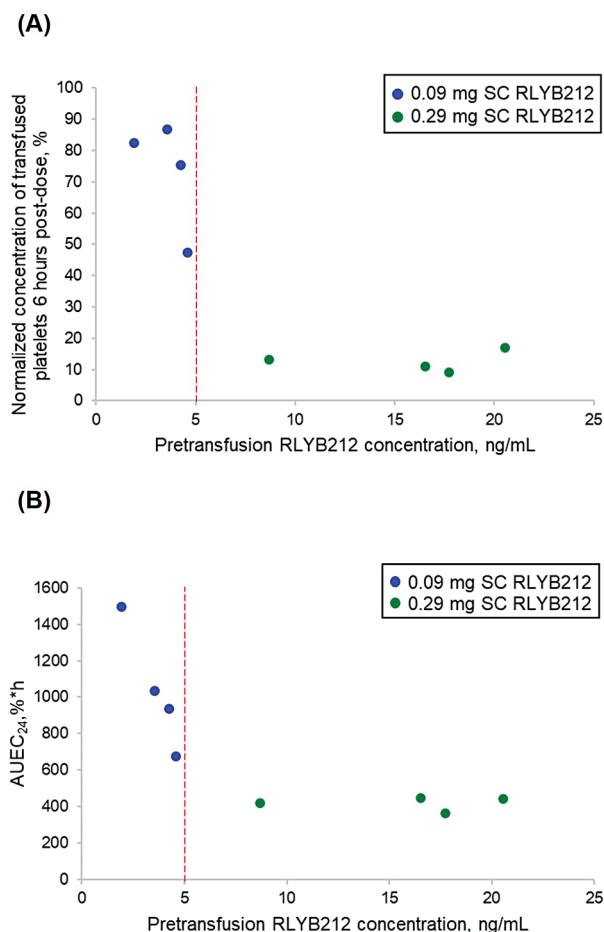 (A)
Normalized concentration of transfused
platelets 6 hours post-dose, %
100
90
80
70
60
50
40
30
20
10
0
0 5 10 15 20 25
Pretransfusion RLYB212 concentration, ng/mL
0.09 mg SC RLYB212
0.29 mg SC RLYB212
(B)
AUEC24,%*h
1600
1400
1200
1000
800
600
400
200
0
0 5 10 15 20 25
Pretransfusion RLYB212 concentration, ng/mL
0.09 mg SC RLYB212
0.29 mg SC RLYB212